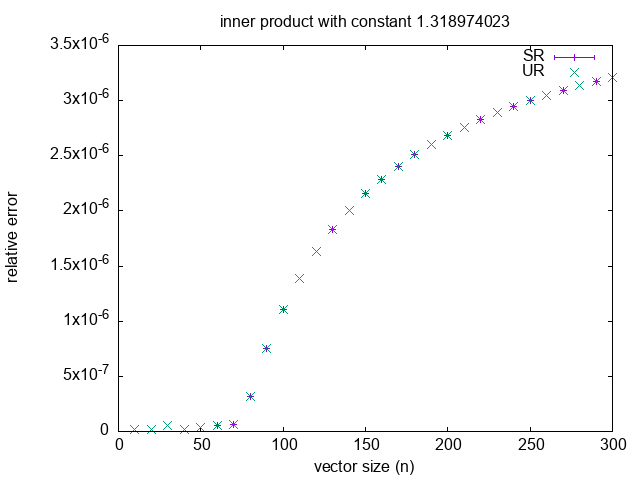 inner product with constant 1.318974023
3.5x10⁻⁶
3x10⁻⁶
2.5x10⁻⁶
2x10⁻⁶
1.5x10⁻⁶
1x10⁻⁶
5x10⁻⁷
0
relative error
SR
UR
0 50 100 150 200 250 300
vector size (n)